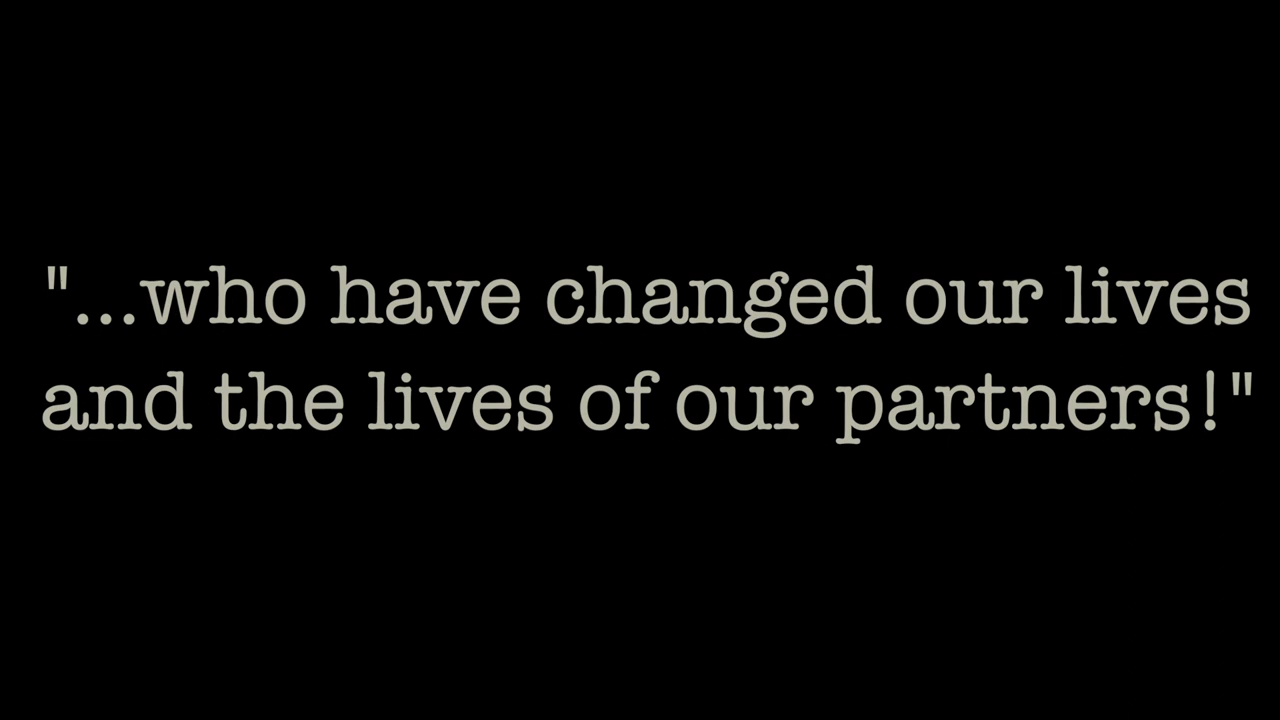 "...who have changed our lives
and the lives of our partners!"